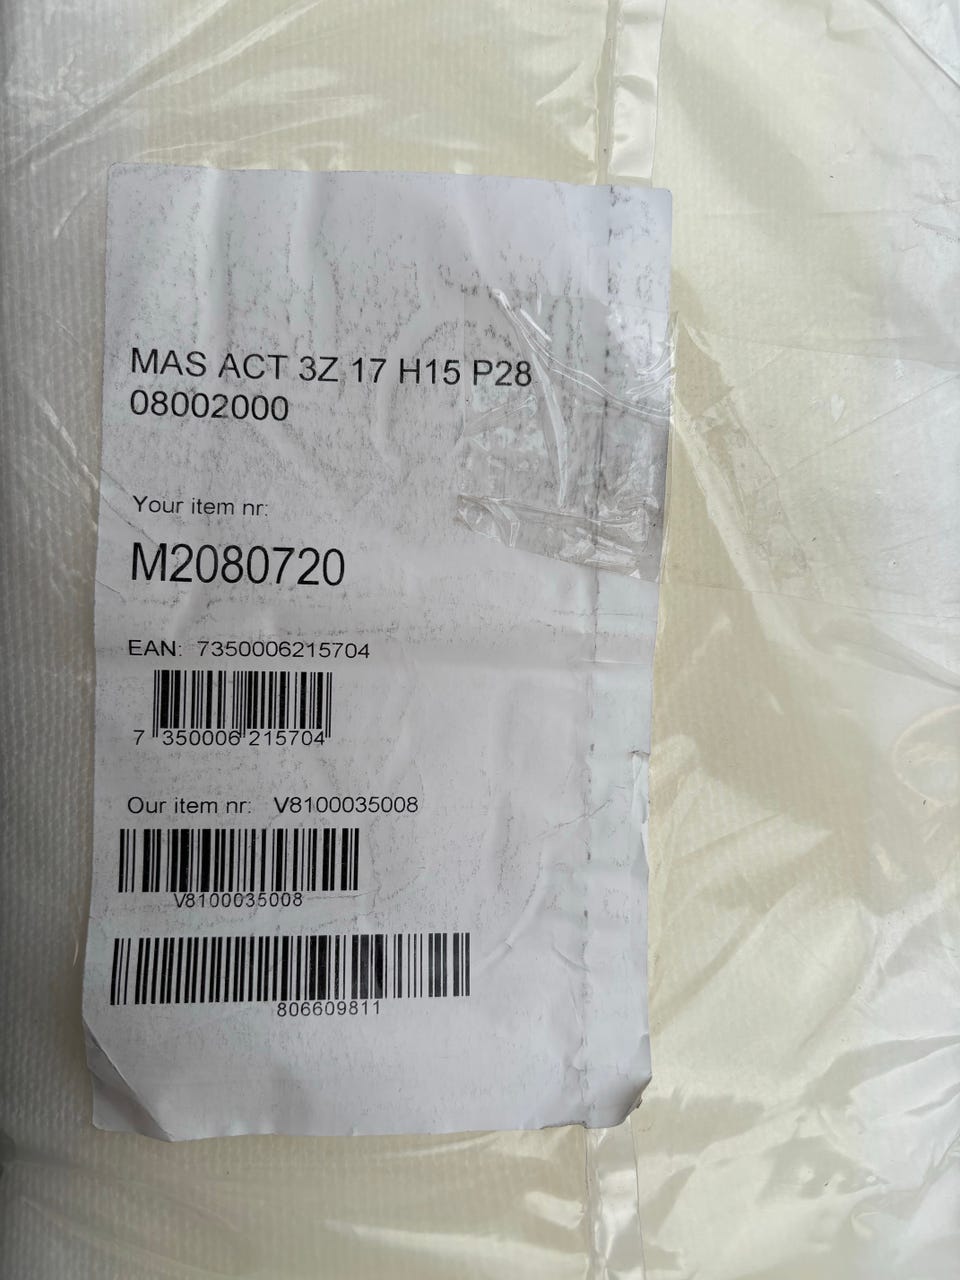 MAS ACT 3Z 17 H15 P28
08002000
Your item nr:
M2080720
EAN: 7350006215704
7 350006 215704
Our item nr: V8100035008
V8100035008
806609811